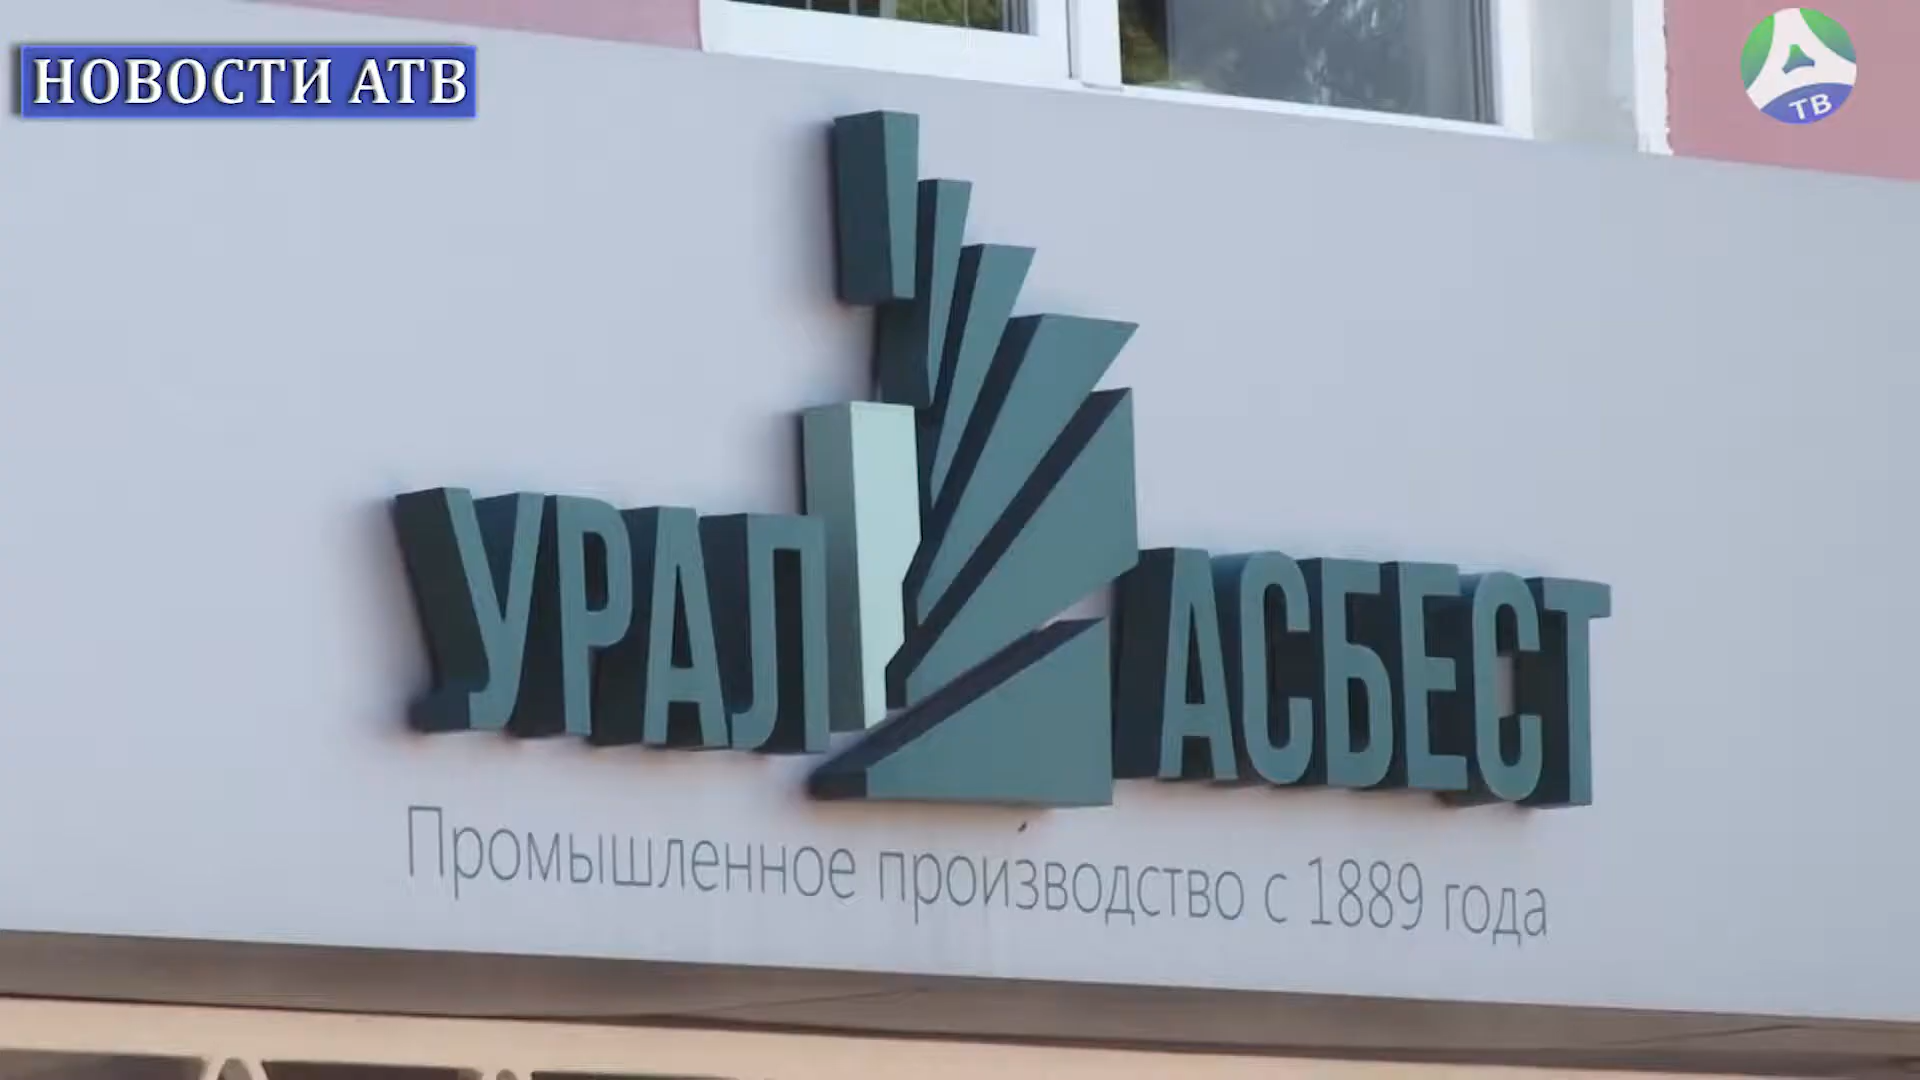 НОВОСТИ АТВ
ТВ
УРАЛ АСБЕСТ
Промышленное производство с 1889 года